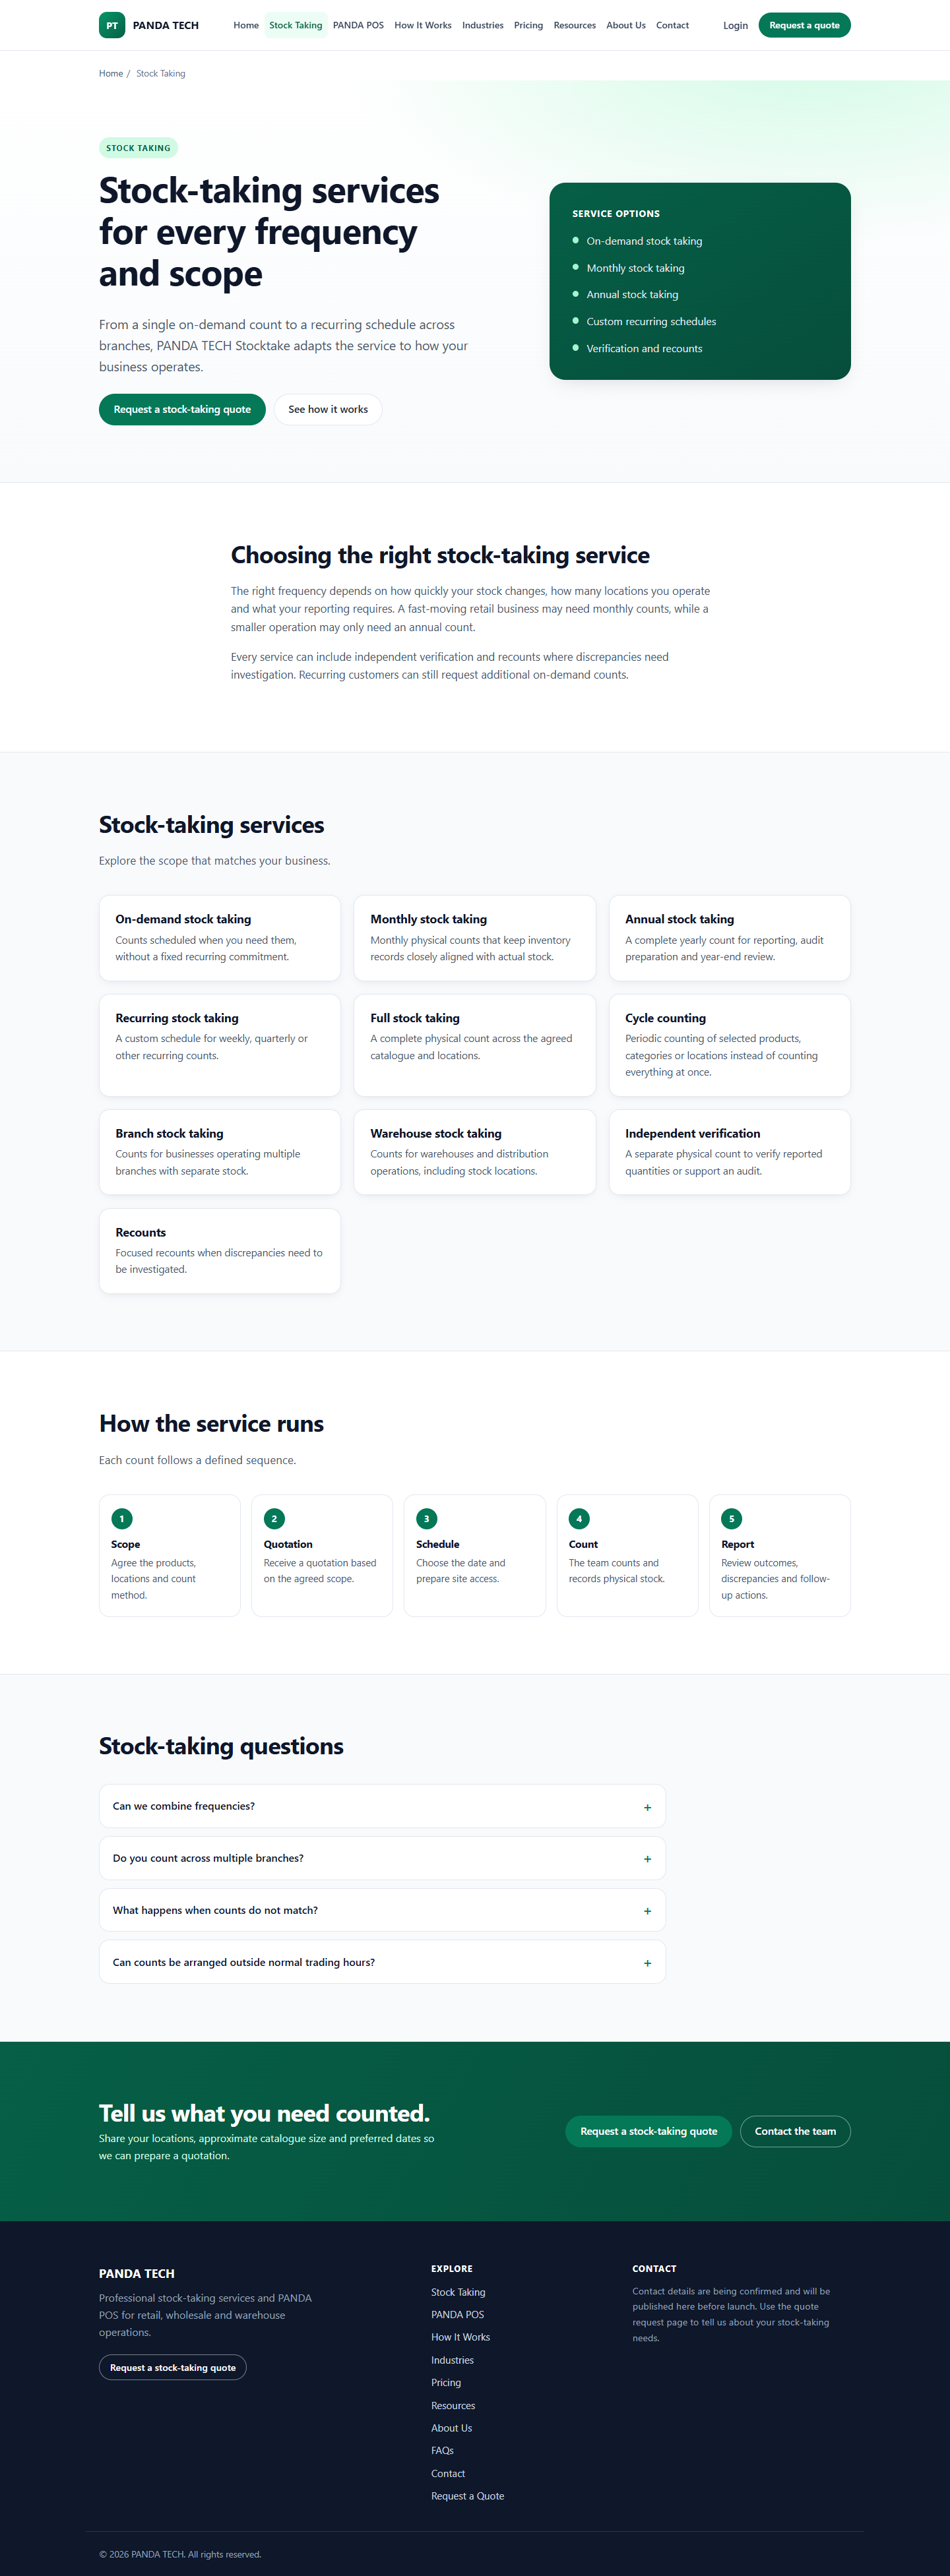 PT
PANDA TECH
Home
Stock Taking
PANDA POS
How It Works
Industries
Pricing
Resources
About Us
Contact
Login
Request a quote
Home / Stock Taking
STOCK TAKING
Stock-taking services
for every frequency
and scope
From a single on-demand count to a recurring schedule across
branches, PANDA TECH Stocktake adapts the service to how your
business operates.
Request a stock-taking quote
See how it works
SERVICE OPTIONS
On-demand stock taking
Monthly stock taking
Annual stock taking
Custom recurring schedules
Verification and recounts
Choosing the right stock-taking service
The right frequency depends on how quickly your stock changes, how many locations you operate
and what your reporting requires. A fast-moving retail business may need monthly counts, while a
smaller operation may only need an annual count.
Every service can include independent verification and recounts where discrepancies need
investigation. Recurring customers can still request additional on-demand counts.
Stock-taking services
Explore the scope that matches your business.
On-demand stock taking
Counts scheduled when you need them,
without a fixed recurring commitment.
Monthly stock taking
Monthly physical counts that keep inventory
records closely aligned with actual stock.
Annual stock taking
A complete yearly count for reporting, audit
preparation and year-end review.
Recurring stock taking
A custom schedule for weekly, quarterly or
other recurring counts.
Full stock taking
A complete physical count across the agreed
catalogue and locations.
Cycle counting
Periodic counting of selected products,
categories or locations instead of counting
everything at once.
Branch stock taking
Counts for businesses operating multiple
branches with separate stock.
Warehouse stock taking
Counts for warehouses and distribution
operations, including stock locations.
Independent verification
A separate physical count to verify reported
quantities or support an audit.
Recounts
Focused recounts when discrepancies need to
be investigated.
How the service runs
Each count follows a defined sequence.
1
Scope
Agree the products,
locations and count
method.
2
Quotation
Receive a quotation based
on the agreed scope.
3
Schedule
Choose the date and
prepare site access.
4
Count
The team counts and
records physical stock.
5
Report
Review outcomes,
discrepancies and follow-
up actions.
Stock-taking questions
Can we combine frequencies? +
Do you count across multiple branches? +
What happens when counts do not match? +
Can counts be arranged outside normal trading hours? +
Tell us what you need counted.
Share your locations, approximate catalogue size and preferred dates so
we can prepare a quotation.
Request a stock-taking quote
Contact the team
PANDA TECH
Professional stock-taking services and PANDA
POS for retail, wholesale and warehouse
operations.
Request a stock-taking quote
EXPLORE
Stock Taking
PANDA POS
How It Works
Industries
Pricing
Resources
About Us
FAQs
Contact
Request a Quote
CONTACT
Contact details are being confirmed and will be
published here before launch. Use the quote
request page to tell us about your stock-taking
needs.
© 2026 PANDA TECH. All rights reserved.